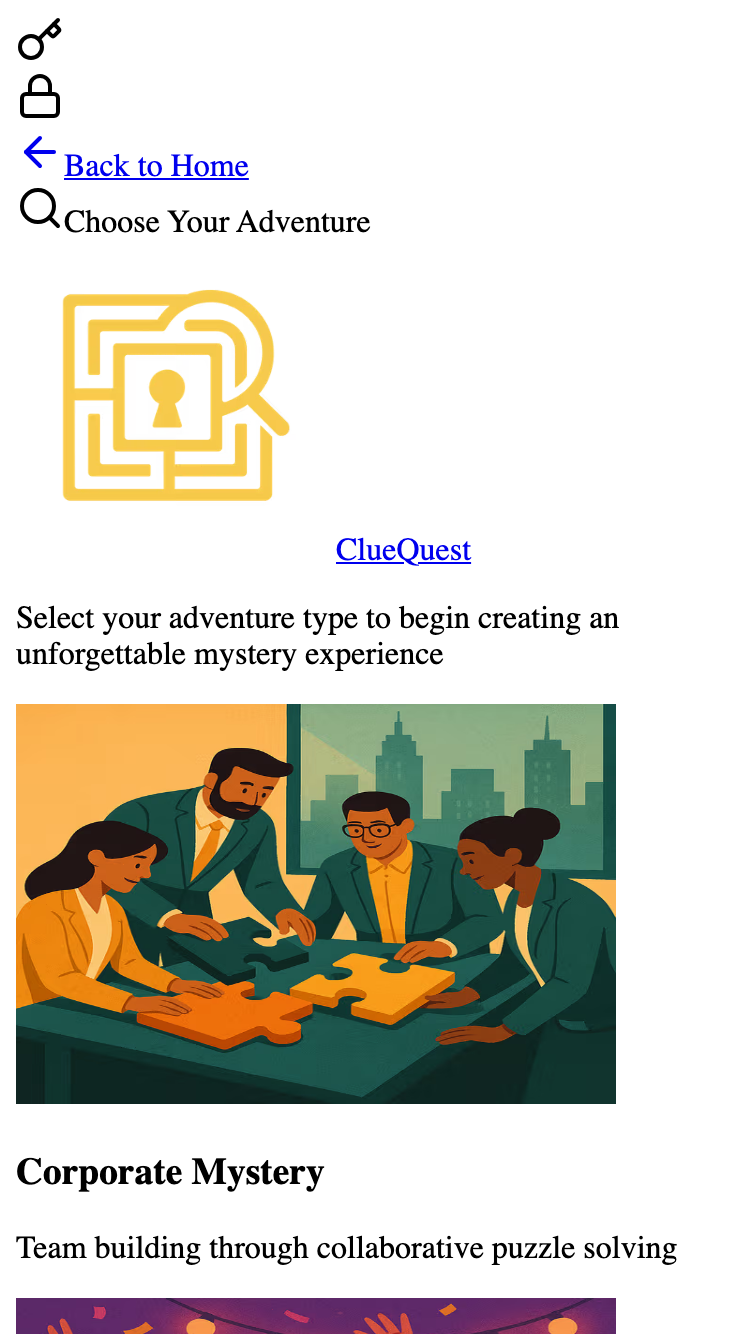 Back to Home
Choose Your Adventure
ClueQuest
Select your adventure type to begin creating an
unforgettable mystery experience
Corporate Mystery
Team building through collaborative puzzle solving